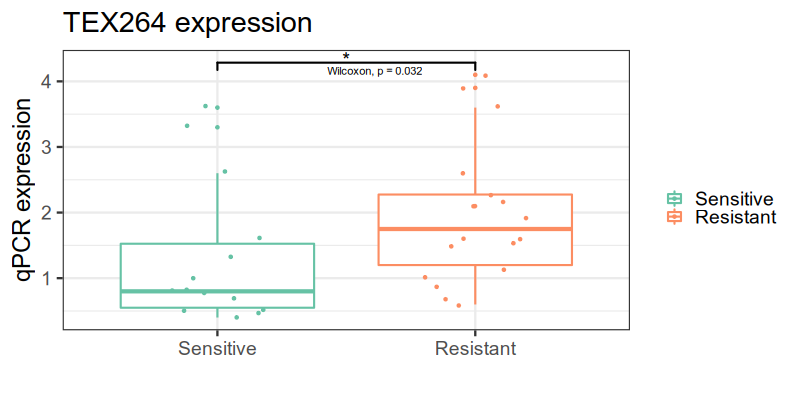 TEX264 expression
*
Wilcoxon, p = 0.032
qPCR expression
4
3
2
1
Sensitive
Resistant
Sensitive
Resistant